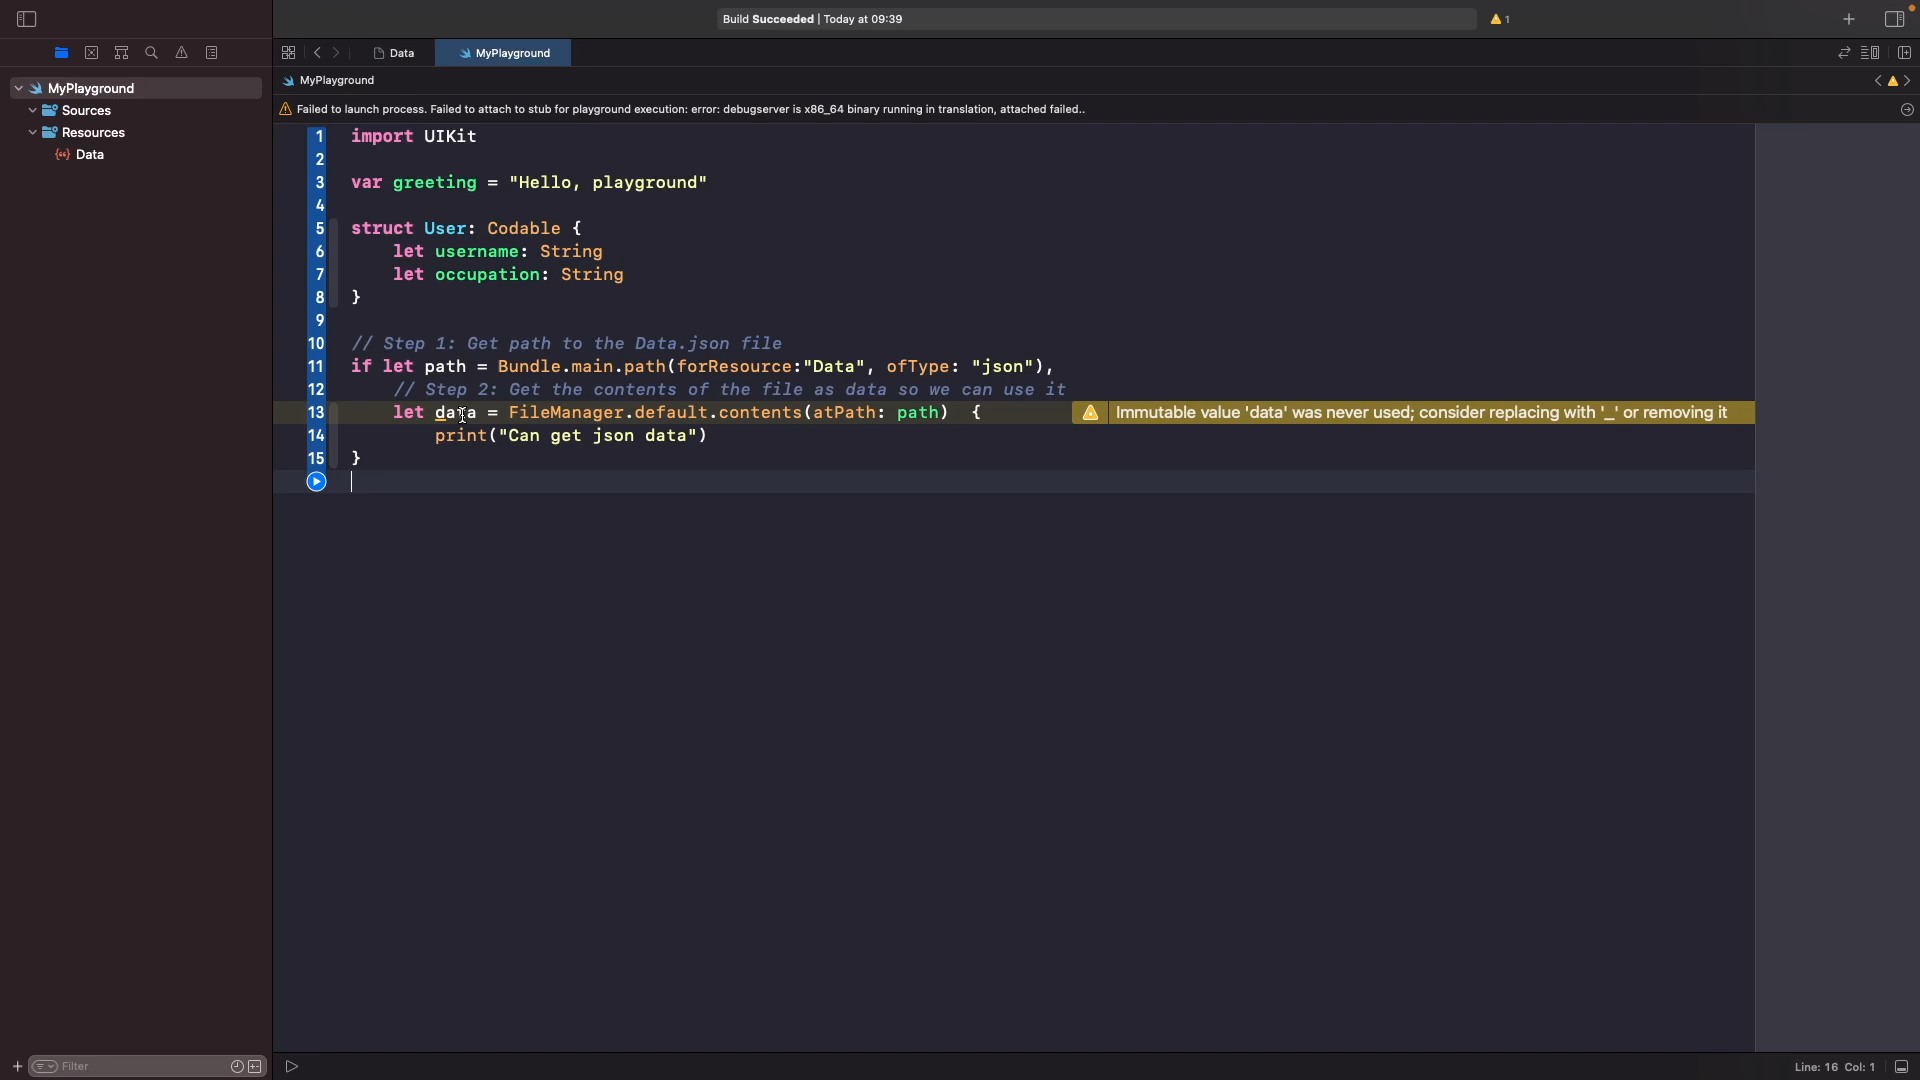 Build Succeeded | Today at 09:39
1
Data
MyPlayground
MyPlayground
MyPlayground
Sources
Resources
Data
Failed to launch process. Failed to attach to stub for playground execution: error: debugserver is x86_64 binary running in translation, attached failed..
1 import UIKit
2
3 var greeting = "Hello, playground"
4
5 struct User: Codable {
6 let username: String
7 let occupation: String
8 }
9
10 // Step 1: Get path to the Data.json file
11 if let path = Bundle.main.path(forResource:"Data", ofType: "json"),
12 // Step 2: Get the contents of the file as data so we can use it
13 let data = FileManager.default.contents(atPath: path)  { Immutable value 'data' was never used; consider replacing with '_' or removing it
14 print("Can get json data")
15 }
Filter
Line: 16 Col: 1